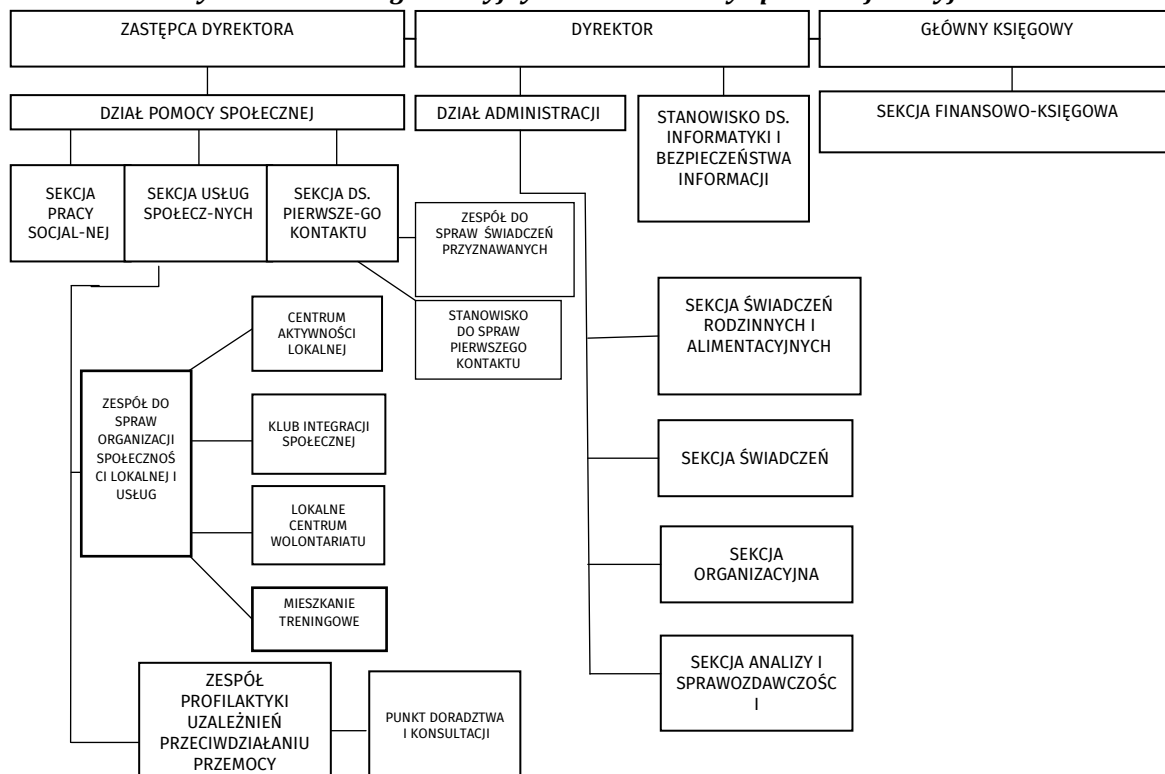 ZASTĘPCA DYREKTORA
DYREKTOR
GŁÓWNY KSIĘGOWY
DZIAŁ POMOCY SPOŁECZNEJ
DZIAŁ ADMINISTRACJI
STANOWISKO DS.
INFORMATYKI I
BEZPIECZEŃSTWA
INFORMACJI
SEKCJA FINANSOWO-KSIĘGOWA
SEKCJA
PRACY
SOCJAL-NEJ
SEKCJA USŁUG
SPOŁECZ-NYCH
SEKCJA DS.
PIERWSZE-GO
KONTAKTU
ZESPÓŁ DO
SPRAW ŚWIADCZEŃ
PRZYZNAWANYCH
STANOWISKO
DO SPRAW
PIERWSZEGO
KONTAKTU
CENTRUM
AKTYWNOŚCI
LOKALNEJ
SEKCJA ŚWIADCZEŃ
RODZINNYCH I
ALIMENTACYJNYCH
ZESPÓŁ DO
SPRAW
ORGANIZACJI
SPOŁECZNOŚ
CI LOKALNEJ I
USŁUG
KLUB INTEGRACJI
SPOŁECZNEJ
SEKCJA ŚWIADCZEŃ
LOKALNE
CENTRUM
WOLONTARIATU
SEKCJA
ORGANIZACYJNA
MIESZKANIE
TRENINGOWE
SEKCJA ANALIZY I
SPRAWOZDAWCZOŚC
I
ZESPÓŁ
PROFILAKTYKI
UZALEŻNIEŃ
PRZECIWDZIAŁANIU
PRZEMOCY
PUNKT DORADZTWA
I KONSULTACJI